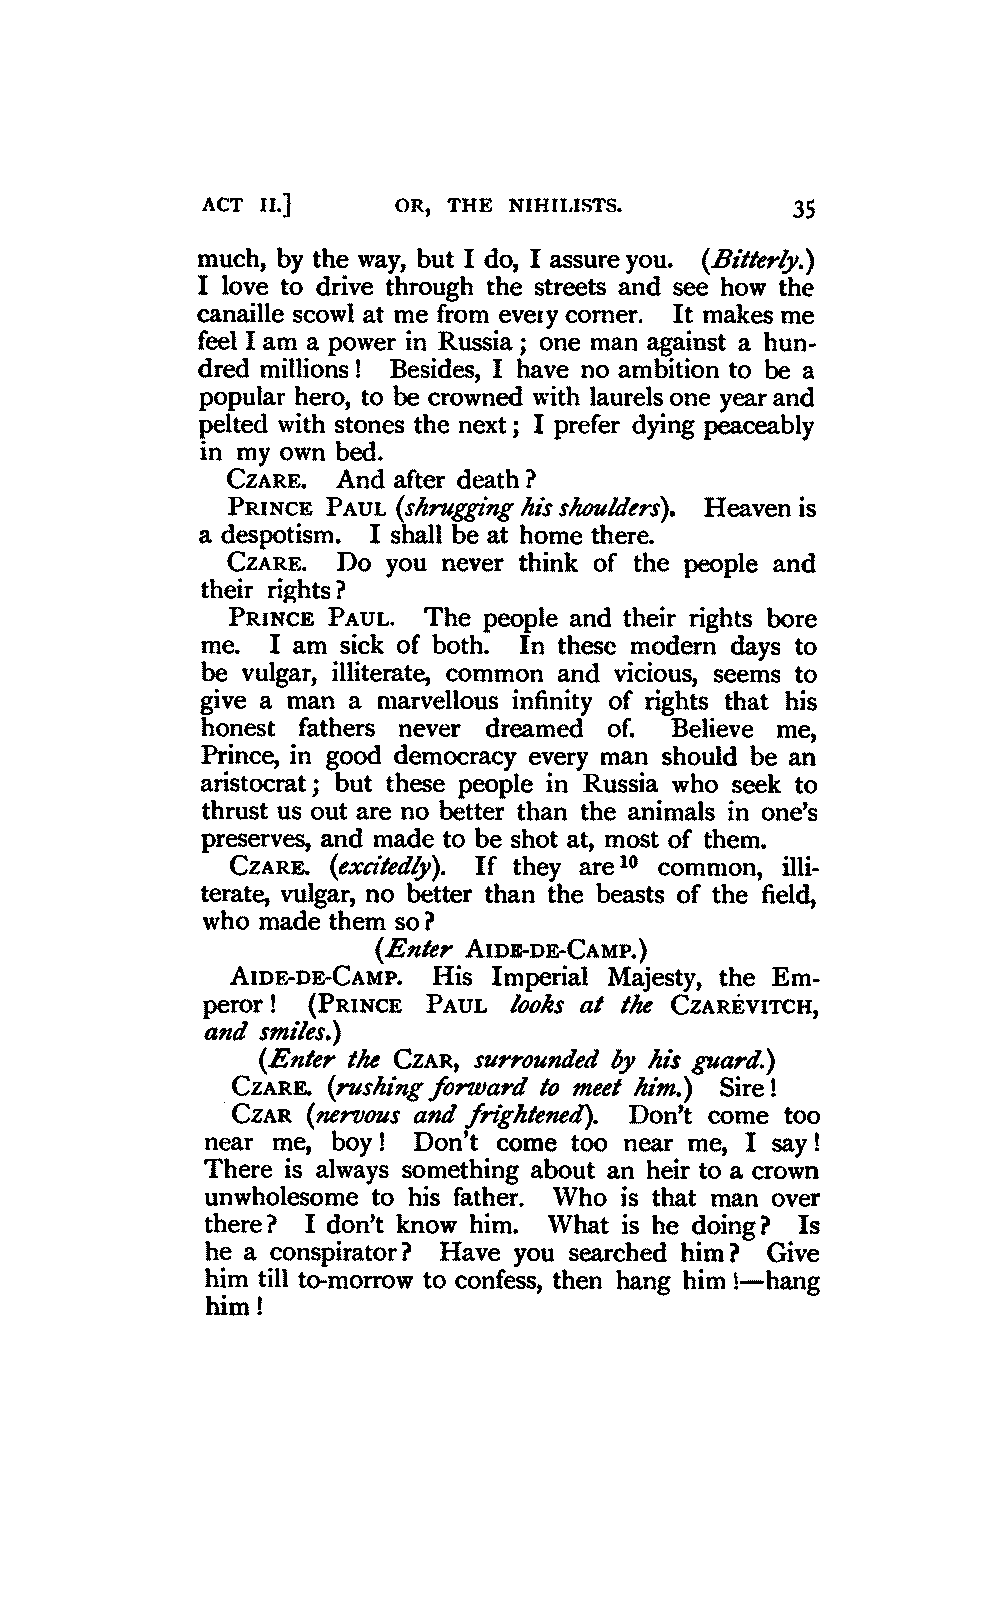 ACT II.] OR, THE NIHILISTS. 35
much, by the way, but I do, I assure you. (Bitterly.)
I love to drive through the streets and see how the
canaille scowl at me from every corner. It makes me
feel I am a power in Russia ; one man against a hun-
dred millions ! Besides, I have no ambition to be a
popular hero, to be crowned with laurels one year and
pelted with stones the next ; I prefer dying peaceably
in my own bed.
CZARE. And after death ?
PRINCE PAUL (shrugging his shoulders). Heaven is
a despotism. I shall be at home there.
CZARE. Do you never think of the people and
their rights ?
PRINCE PAUL. The people and their rights bore
me. I am sick of both. In these modern days to
be vulgar, illiterate, common and vicious, seems to
give a man a marvellous infinity of rights that his
honest fathers never dreamed of. Believe me,
Prince, in good democracy every man should be an
aristocrat ; but these people in Russia who seek to
thrust us out are no better than the animals in one's
preserves, and made to be shot at, most of them.
CZARE. (excitedly). If they are 10 common, illi-
terate, vulgar, no better than the beasts of the field,
who made them so ?
(Enter AIDE-DE-CAMP.)
AIDE-DE-CAMP. His Imperial Majesty, the Em-
peror ! (PRINCE PAUL looks at the CZAREVITCH,
and smiles.)
(Enter the CZAR, surrounded by his guard.)
CZARE. (rushing forward to meet him.) Sire !
CZAR (nervous and frightened). Don't come too
near me, boy ! Don't come too near me, I say !
There is always something about an heir to a crown
unwholesome to his father. Who is that man over
there ? I don't know him. What is he doing ? Is
he a conspirator ? Have you searched him ? Give
him till to-morrow to confess, then hang him !—hang
him !